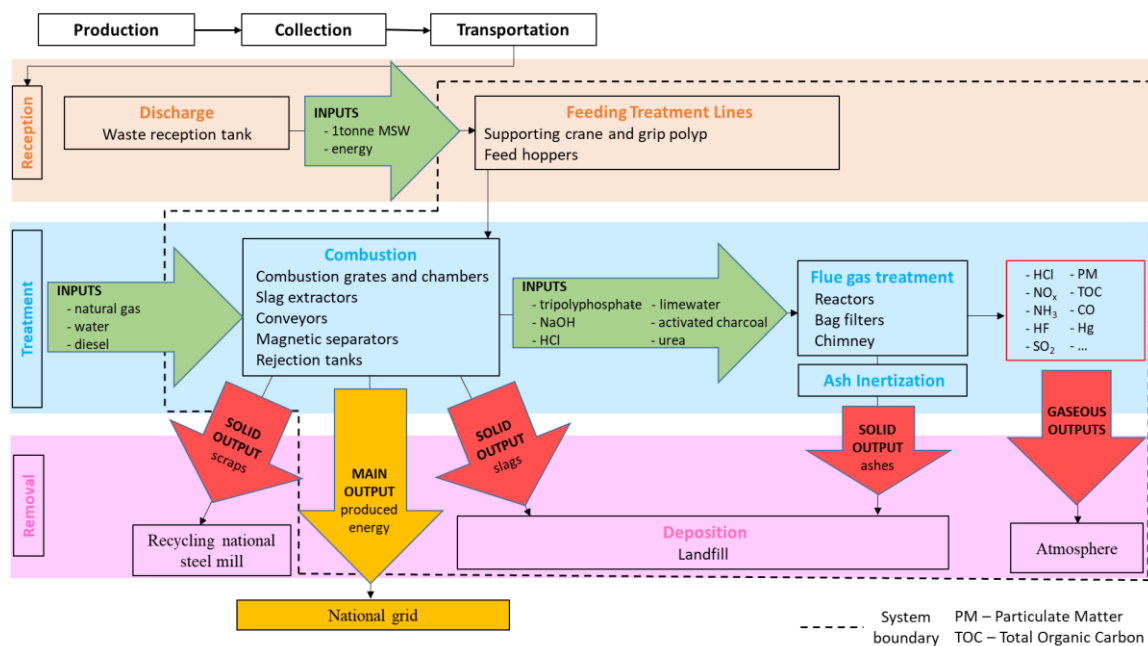 Production
Collection
Transportation
Reception
Discharge
Waste reception tank
INPUTS
- 1tonne MSW
- energy
Feeding Treatment Lines
Supporting crane and grip polyp
Feed hoppers
Treatment
INPUTS
- natural gas
- water
- diesel
Combustion
Combustion grates and chambers
Slag extractors
Conveyors
Magnetic separators
Rejection tanks
INPUTS
- tripolyphosphate - limewater
- NaOH - activated charcoal
- HCl - urea
Flue gas treatment
Reactors
Bag filters
Chimney
Ash Inertization
- HCl - PM
- NOₓ - TOC
- NH₃ - CO
- HF - Hg
- SO₂ - ...
Removal
SOLID
OUTPUT
scraps
MAIN
OUTPUT
produced
energy
SOLID
OUTPUT
slags
SOLID
OUTPUT
ashes
GASEOUS
OUTPUTS
Recycling national
steel mill
Deposition
Landfill
Atmosphere
National grid
System
boundary
PM – Particulate Matter
TOC – Total Organic Carbon